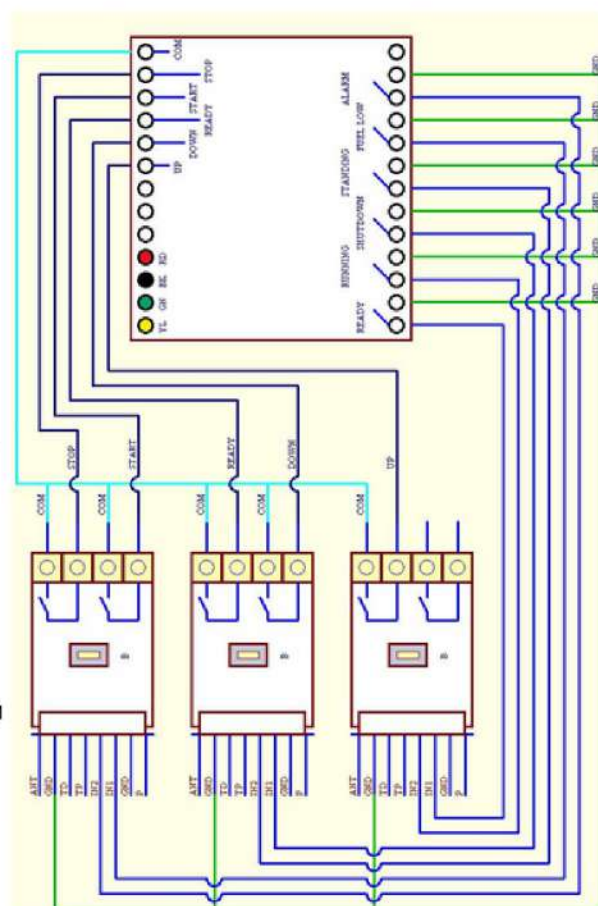 COM
STOP
START
READY
DOWN
UP
RD
BK
GN
YL
ALARM
FUEL LOW
STANDING
SHUTDOWN
RUNNING
READY
GND
GND
GND
GND
GND
GND
COM
STOP
COM
START
COM
READY
COM
DOWN
COM
UP
B
B
B
ANT
GND
TD
TP
IN2
IN1
GND
P
ANT
GND
TD
TP
IN2
IN1
GND
P
ANT
GND
TD
TP
IN2
IN1
GND
P